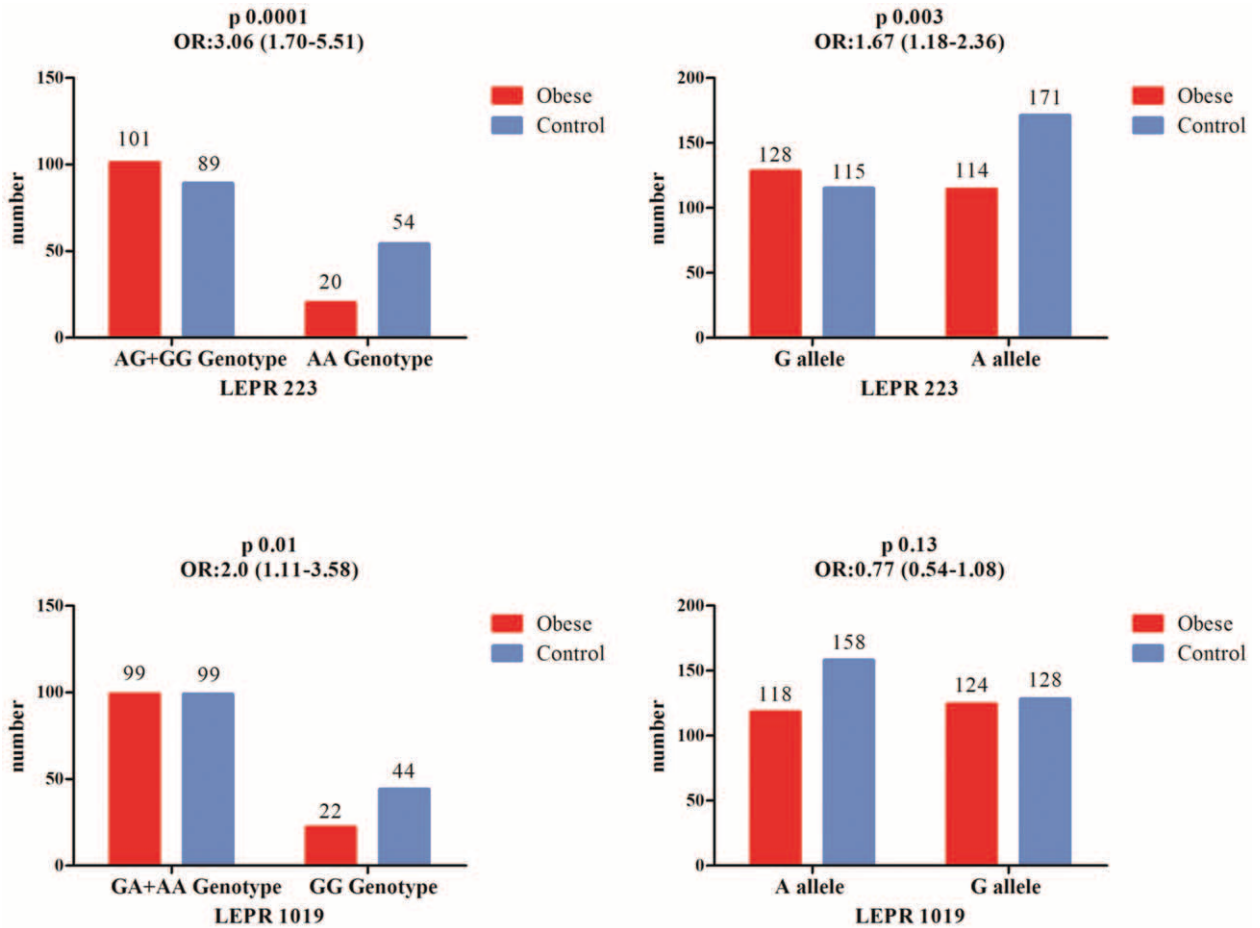 p 0.0001
OR:3.06 (1.70-5.51)
150
100
50
0
number
101
89
20
54
Obese
Control
AG+GG Genotype
AA Genotype
LEPR 223
p 0.003
OR:1.67 (1.18-2.36)
200
150
100
50
0
number
128
115
114
171
Obese
Control
G allele
A allele
LEPR 223
p 0.01
OR:2.0 (1.11-3.58)
150
100
50
0
number
99
99
22
44
Obese
Control
GA+AA Genotype
GG Genotype
LEPR 1019
p 0.13
OR:0.77 (0.54-1.08)
200
150
100
50
0
number
118
158
124
128
Obese
Control
A allele
G allele
LEPR 1019